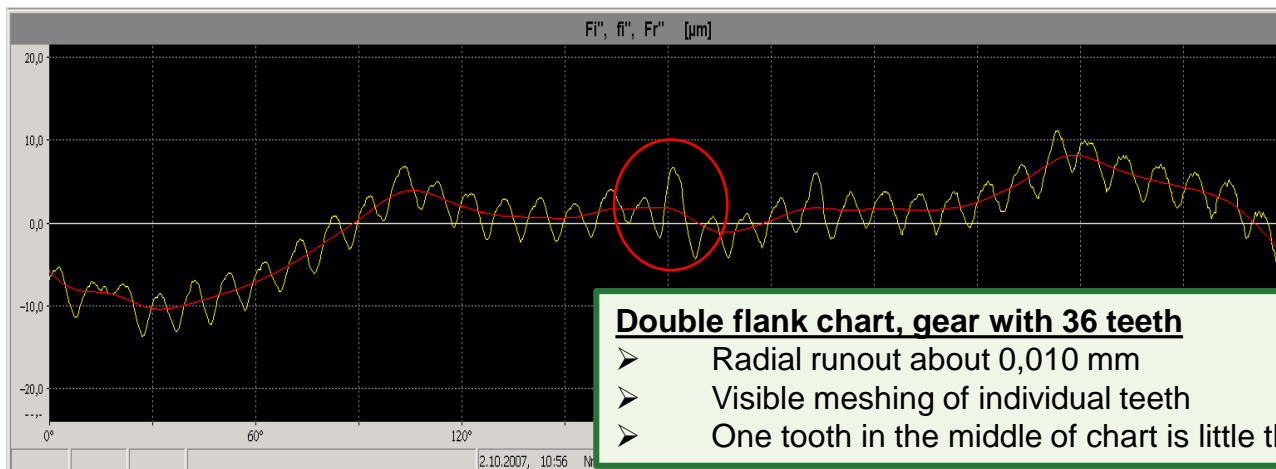 Fi'', fi'', Fr'' [µm]
20,0
10,0
0,0
-10,0
-20,0
--,-
0°
60°
120°
2.10.2007, 10:56
Double flank chart, gear with 36 teeth
➢ Radial runout about 0,010 mm
➢ Visible meshing of individual teeth
➢ One tooth in the middle of chart is little